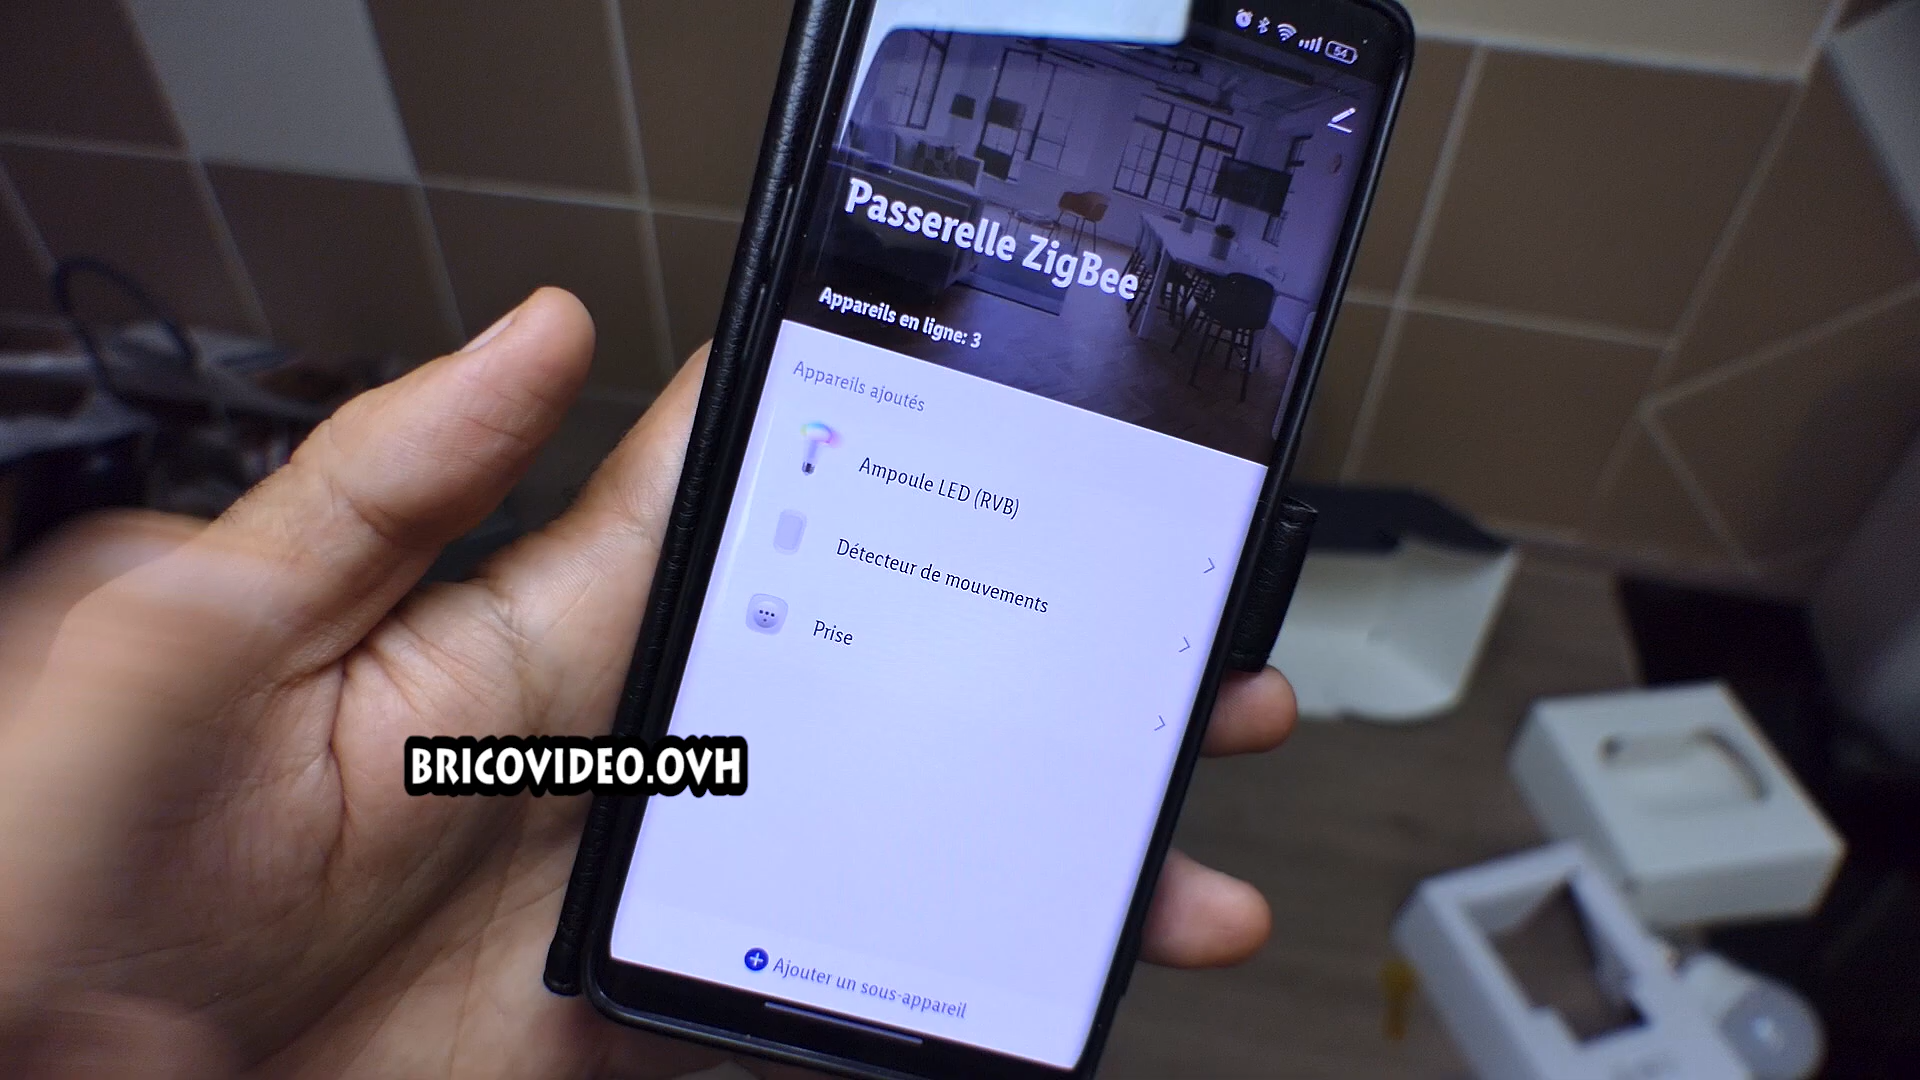 54
Passerelle ZigBee
Appareils en ligne: 3
Appareils ajoutés
Ampoule LED (RVB)
Détecteur de mouvements
Prise
BRICOVIDEO.OVH
Ajouter un sous-appareil